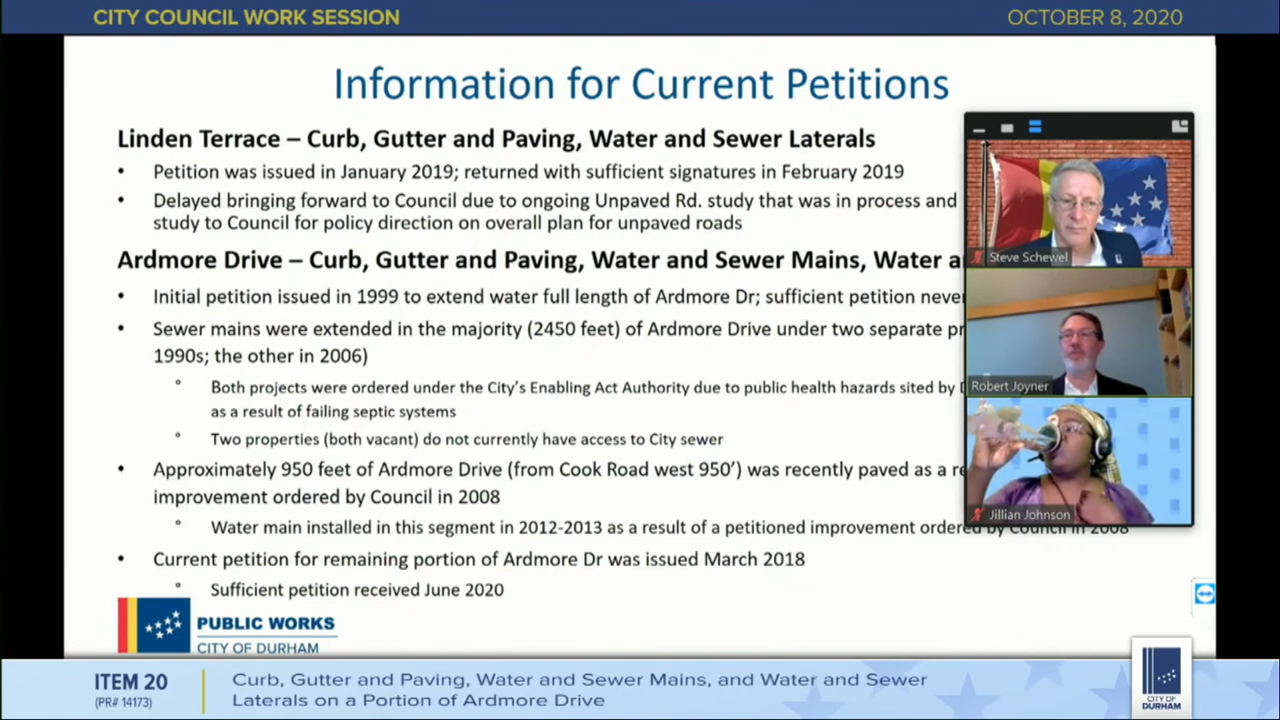 CITY COUNCIL WORK SESSION
OCTOBER 8, 2020
Information for Current Petitions
Linden Terrace – Curb, Gutter and Paving, Water and Sewer Laterals
• Petition was issued in January 2019; returned with sufficient signatures in February 2019
• Delayed bringing forward to Council due to ongoing Unpaved Rd. study that was in process and
study to Council for policy direction on overall plan for unpaved roads
Ardmore Drive – Curb, Gutter and Paving, Water and Sewer Mains, Water
• Initial petition issued in 1999 to extend water full length of Ardmore Dr; sufficient petition never
• Sewer mains were extended in the majority (2450 feet) of Ardmore Drive under two separate
1990s; the other in 2006)
° Both projects were ordered under the City's Enabling Act Authority due to public health hazards sited by
as a result of failing septic systems
° Two properties (both vacant) do not currently have access to City sewer
• Approximately 950 feet of Ardmore Drive (from Cook Road west 950') was recently paved as a
improvement ordered by Council in 2008
° Water main installed in this segment in 2012-2013 as a result of a petitioned improvement ordered by Council in 2008
• Current petition for remaining portion of Ardmore Dr was issued March 2018
° Sufficient petition received June 2020
Steve Schewel
Robert Joyner
Jillian Johnson
PUBLIC WORKS
CITY OF DURHAM
ITEM 20
(PR# 14173)
Curb, Gutter and Paving, Water and Sewer Mains, and Water and Sewer
Laterals on a Portion of Ardmore Drive
CITY OF
DURHAM